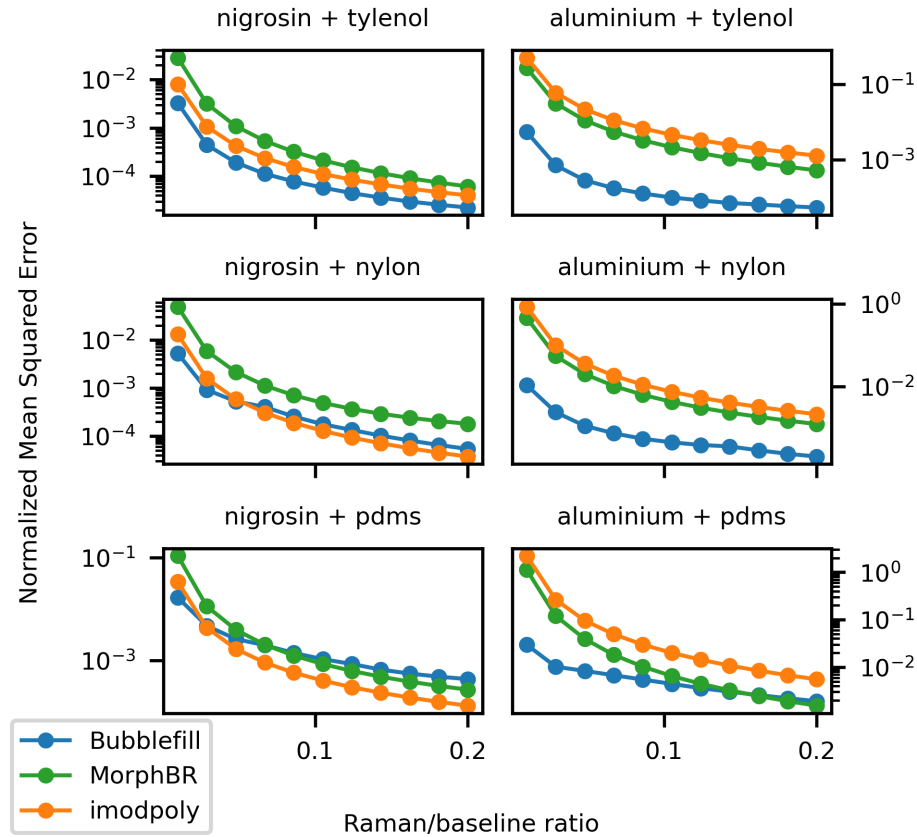 nigrosin + tylenol
aluminium + tylenol
10⁻²
10⁻³
10⁻⁴
10⁻¹
10⁻³
Normalized Mean Squared Error
nigrosin + nylon
aluminium + nylon
10⁻²
10⁻³
10⁻⁴
10⁰
10⁻²
nigrosin + pdms
aluminium + pdms
10⁻¹
10⁻³
10⁰
10⁻¹
10⁻²
0.1
0.2
0.1
0.2
Bubblefill
MorphBR
imodpoly
Raman/baseline ratio